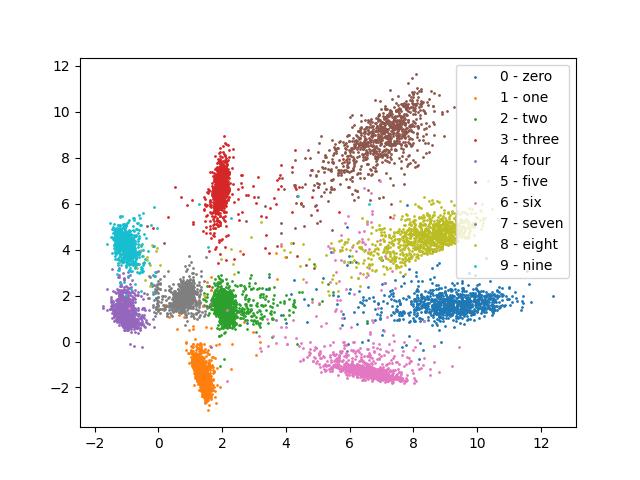 12
10
8
6
4
2
0
−2
−2
0
2
4
6
8
10
12
0 - zero
1 - one
2 - two
3 - three
4 - four
5 - five
6 - six
7 - seven
8 - eight
9 - nine